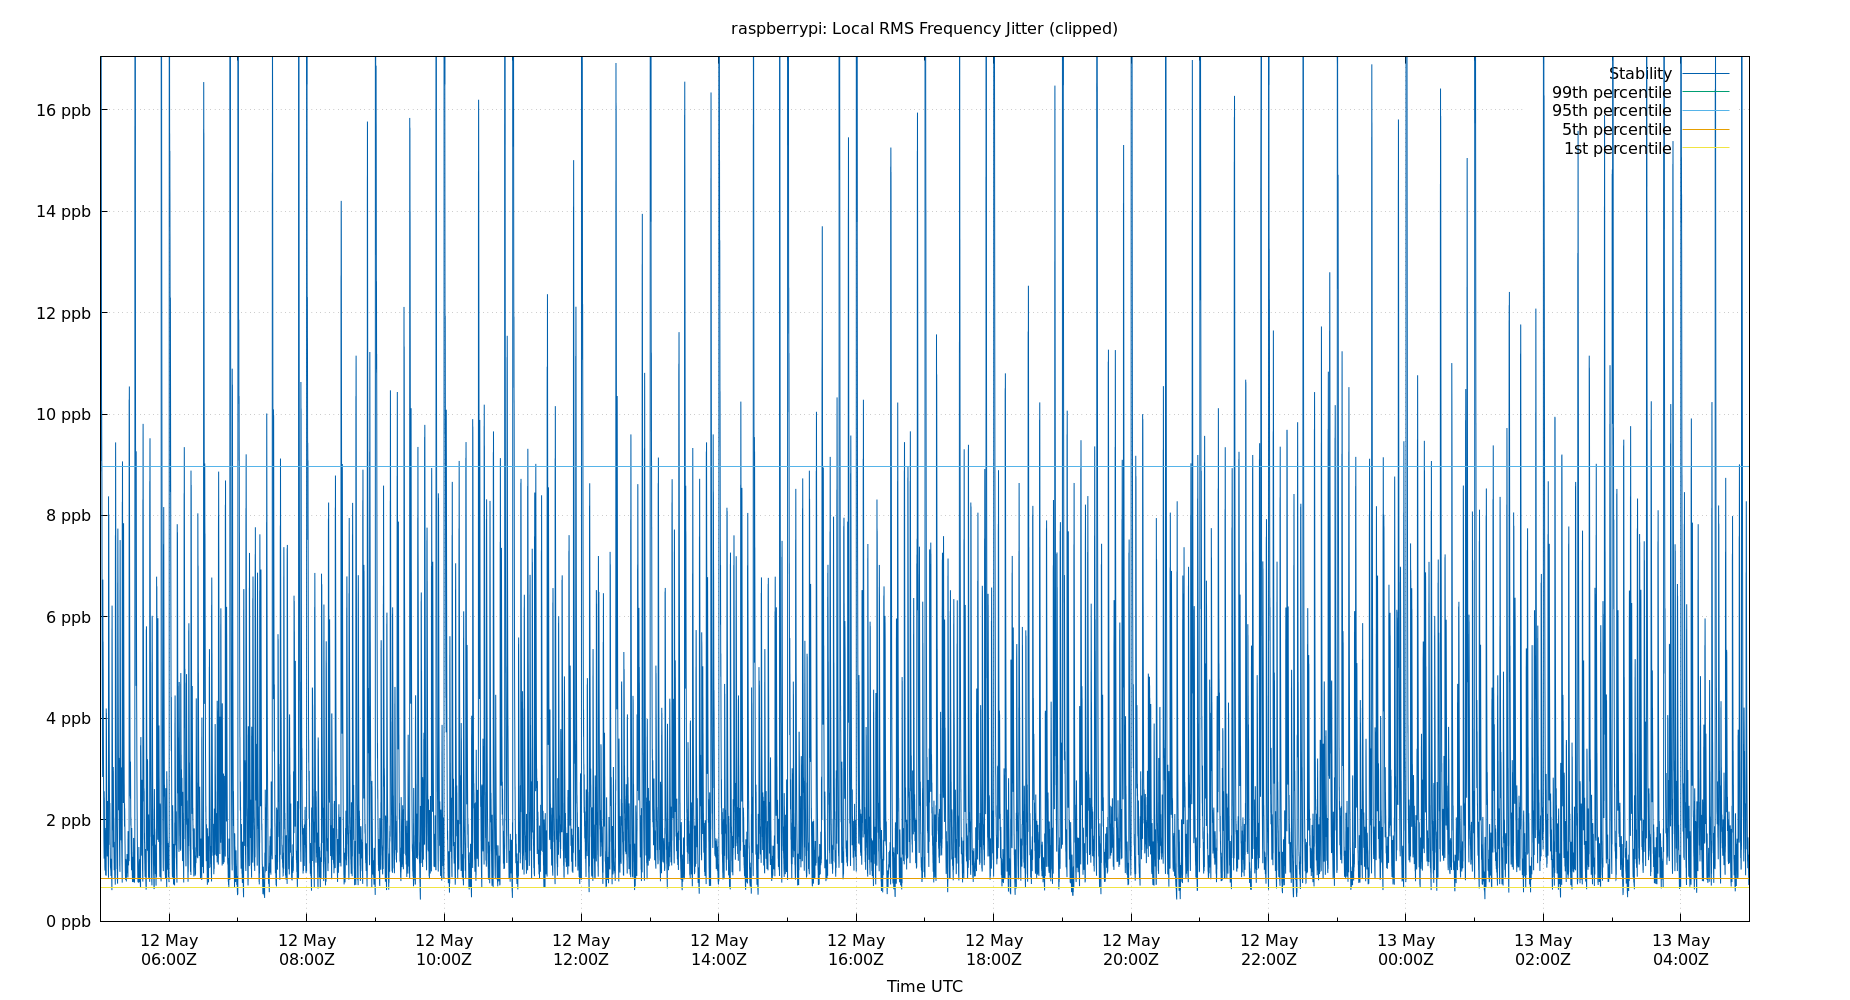 raspberrypi: Local RMS Frequency Jitter (clipped)
Stability
99th percentile
95th percentile
5th percentile
1st percentile
16 ppb
14 ppb
12 ppb
10 ppb
8 ppb
6 ppb
4 ppb
2 ppb
0 ppb
12 May 12 May 12 May 12 May 12 May 12 May 12 May 12 May 12 May 13 May 13 May 13 May
06:00Z 08:00Z 10:00Z 12:00Z 14:00Z 16:00Z 18:00Z 20:00Z 22:00Z 00:00Z 02:00Z 04:00Z
Time UTC